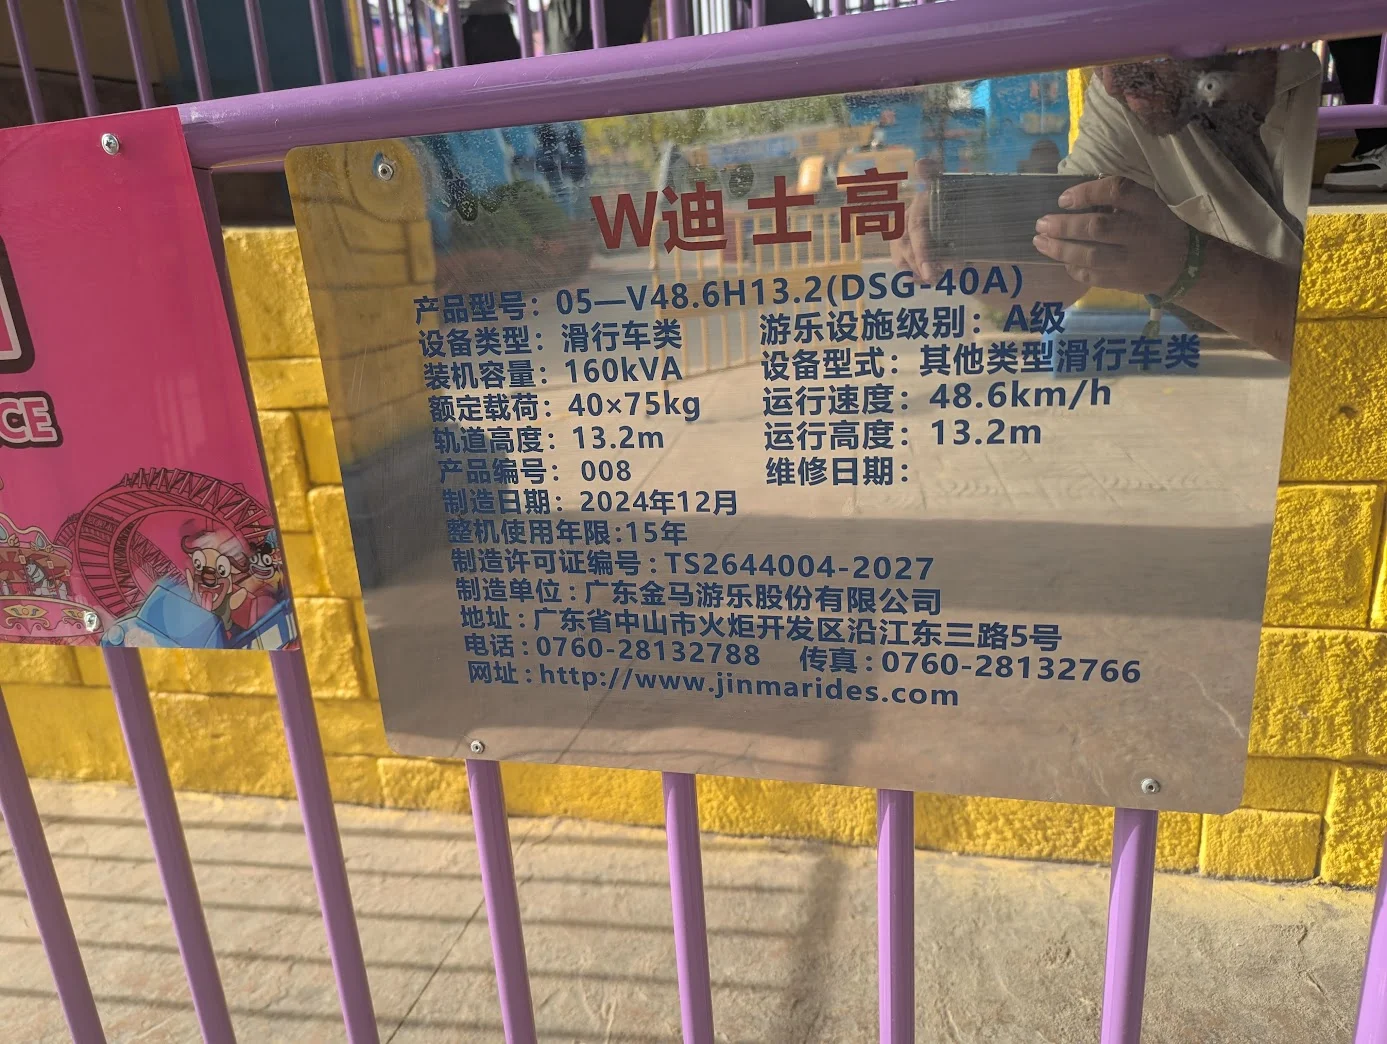 CE
W迪士高
产品型号：05—V48.6H13.2(DSG-40A)
设备类型：滑行车类 游乐设施级别：A级
装机容量：160kVA 设备型式：其他类型滑行车类
额定载荷：40×75kg 运行速度：48.6km/h
轨道高度：13.2m 运行高度：13.2m
产品编号：008 维修日期：
制造日期：2024年12月
整机使用年限:15年
制造许可证编号:TS2644004-2027
制造单位:广东金马游乐股份有限公司
地址:广东省中山市火炬开发区沿江东三路5号
电话:0760-28132788 传真:0760-28132766
网址:http://www.jinmarides.com